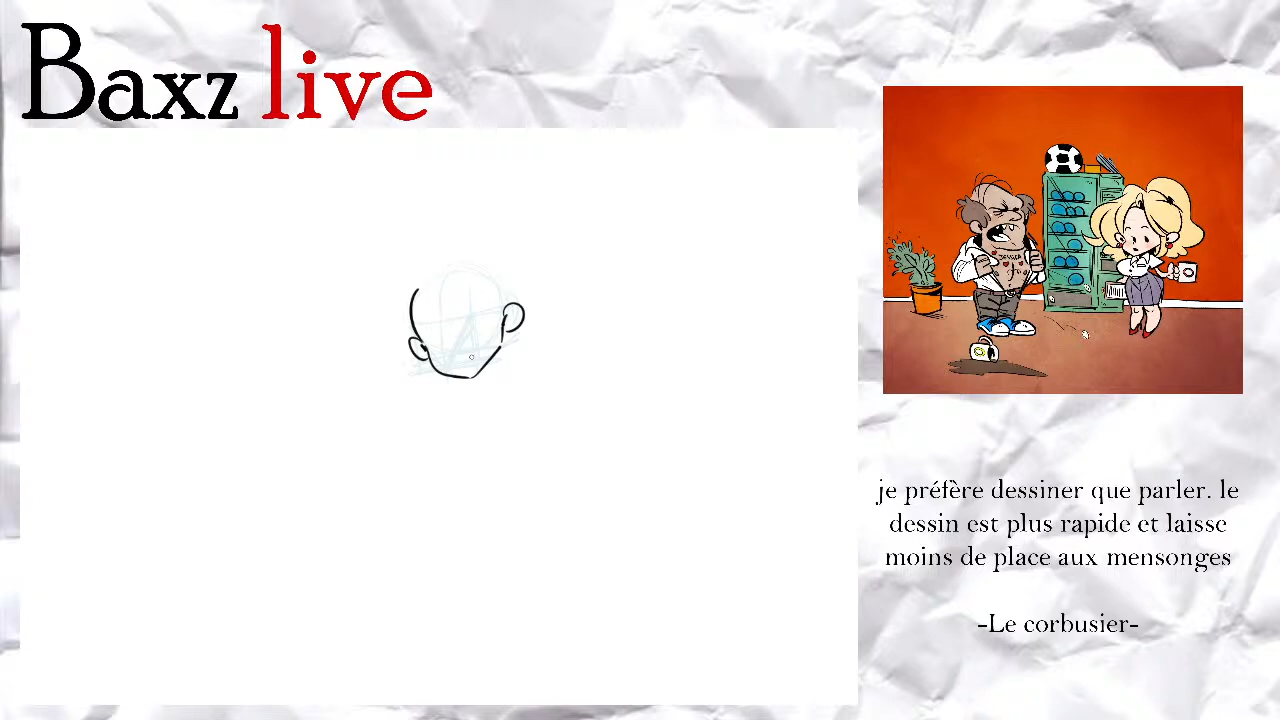 Baxz live
je préfère dessiner que parler. le
dessin est plus rapide et laisse
moins de place aux mensonges
-Le corbusier-